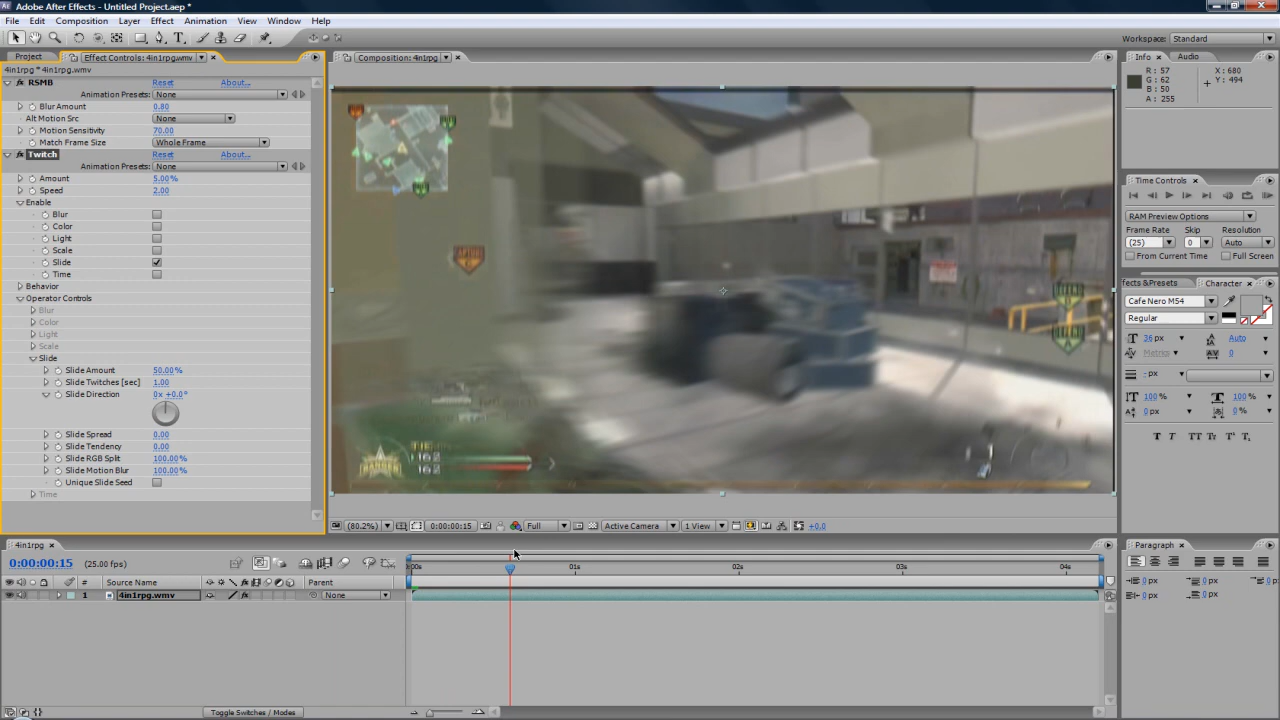 Adobe After Effects - Untitled Project.aep *
File Edit Composition Layer Effect Animation View Window Help
Workspace: Standard
Project
Effect Controls: 4in1rpg.wmv
4in1rpg * 4in1rpg.wmv
RSMB Reset About...
Animation Presets: None
Blur Amount 0.80
Alt Motion Src None
Motion Sensitivity 70.00
Match Frame Size Whole Frame
Twitch Reset About...
Animation Presets: None
Amount 5.00%
Speed 2.00
Enable
Blur
Color
Light
Scale
Slide
Time
Behavior
Operator Controls
Blur
Color
Light
Scale
Slide
Slide Amount 50.00%
Slide Twitches [sec] 1.00
Slide Direction 0x +0.0°
Slide Spread 0.00
Slide Tendency 0.00
Slide RGB Split 100.00%
Slide Motion Blur 100.00%
Unique Slide Seed
Time
Composition: 4in1rpg
TIE
(80.2%) 0:00:00:15 Full Active Camera 1 View +0.0
Info Audio
R : 57
G : 62
B : 50
A : 255
X : 680
Y : 494
Time Controls
RAM Preview Options
Frame Rate Skip Resolution
(25) 0 Auto
From Current Time Full Screen
ffects &Presets Character
Cafe Nero M54
Regular
36 px Auto
Metrics 0
- px
100 % 100 %
0 px 0 %
T T TT Tr T¹ T₁
4in1rpg
0:00:00:15 (25.00 fps)
# Source Name Parent
1 4in1rpg.wmv None
:00s 01s 02s 03s 04s
Toggle Switches / Modes
Paragraph
0 px 0 px 0 p
0 px 0 px